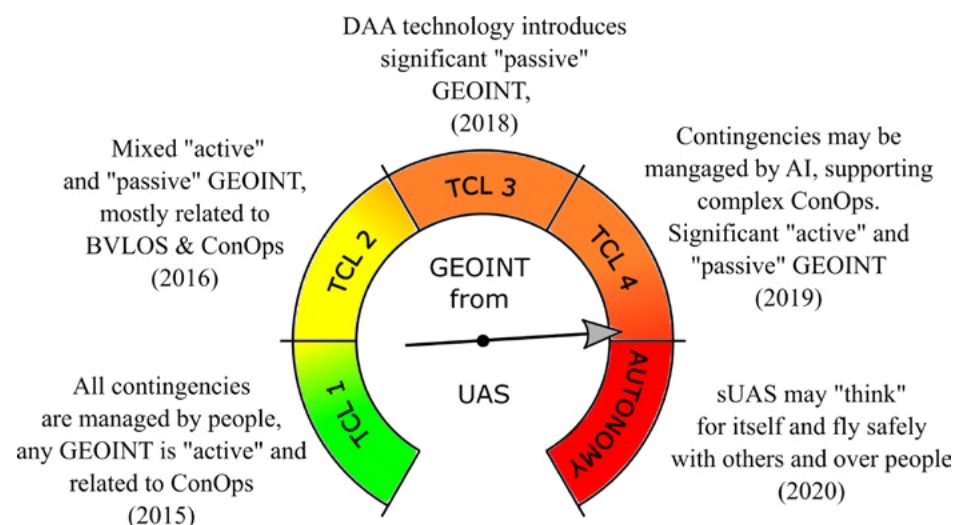 DAA technology introduces
significant "passive"
GEOINT,
(2018)
Mixed "active"
and "passive" GEOINT,
mostly related to
BVLOS & ConOps
(2016)
Contingencies may be
mangaged by AI, supporting
complex ConOps.
Significant "active" and
"passive" GEOINT
(2019)
TCL 3
TCL 2
TCL 4
GEOINT
from
UAS
TCL 1
AUTONOMY
All contingencies
are managed by people,
any GEOINT is "active" and
related to ConOps
(2015)
sUAS may "think"
for itself and fly safely
with others and over people
(2020)